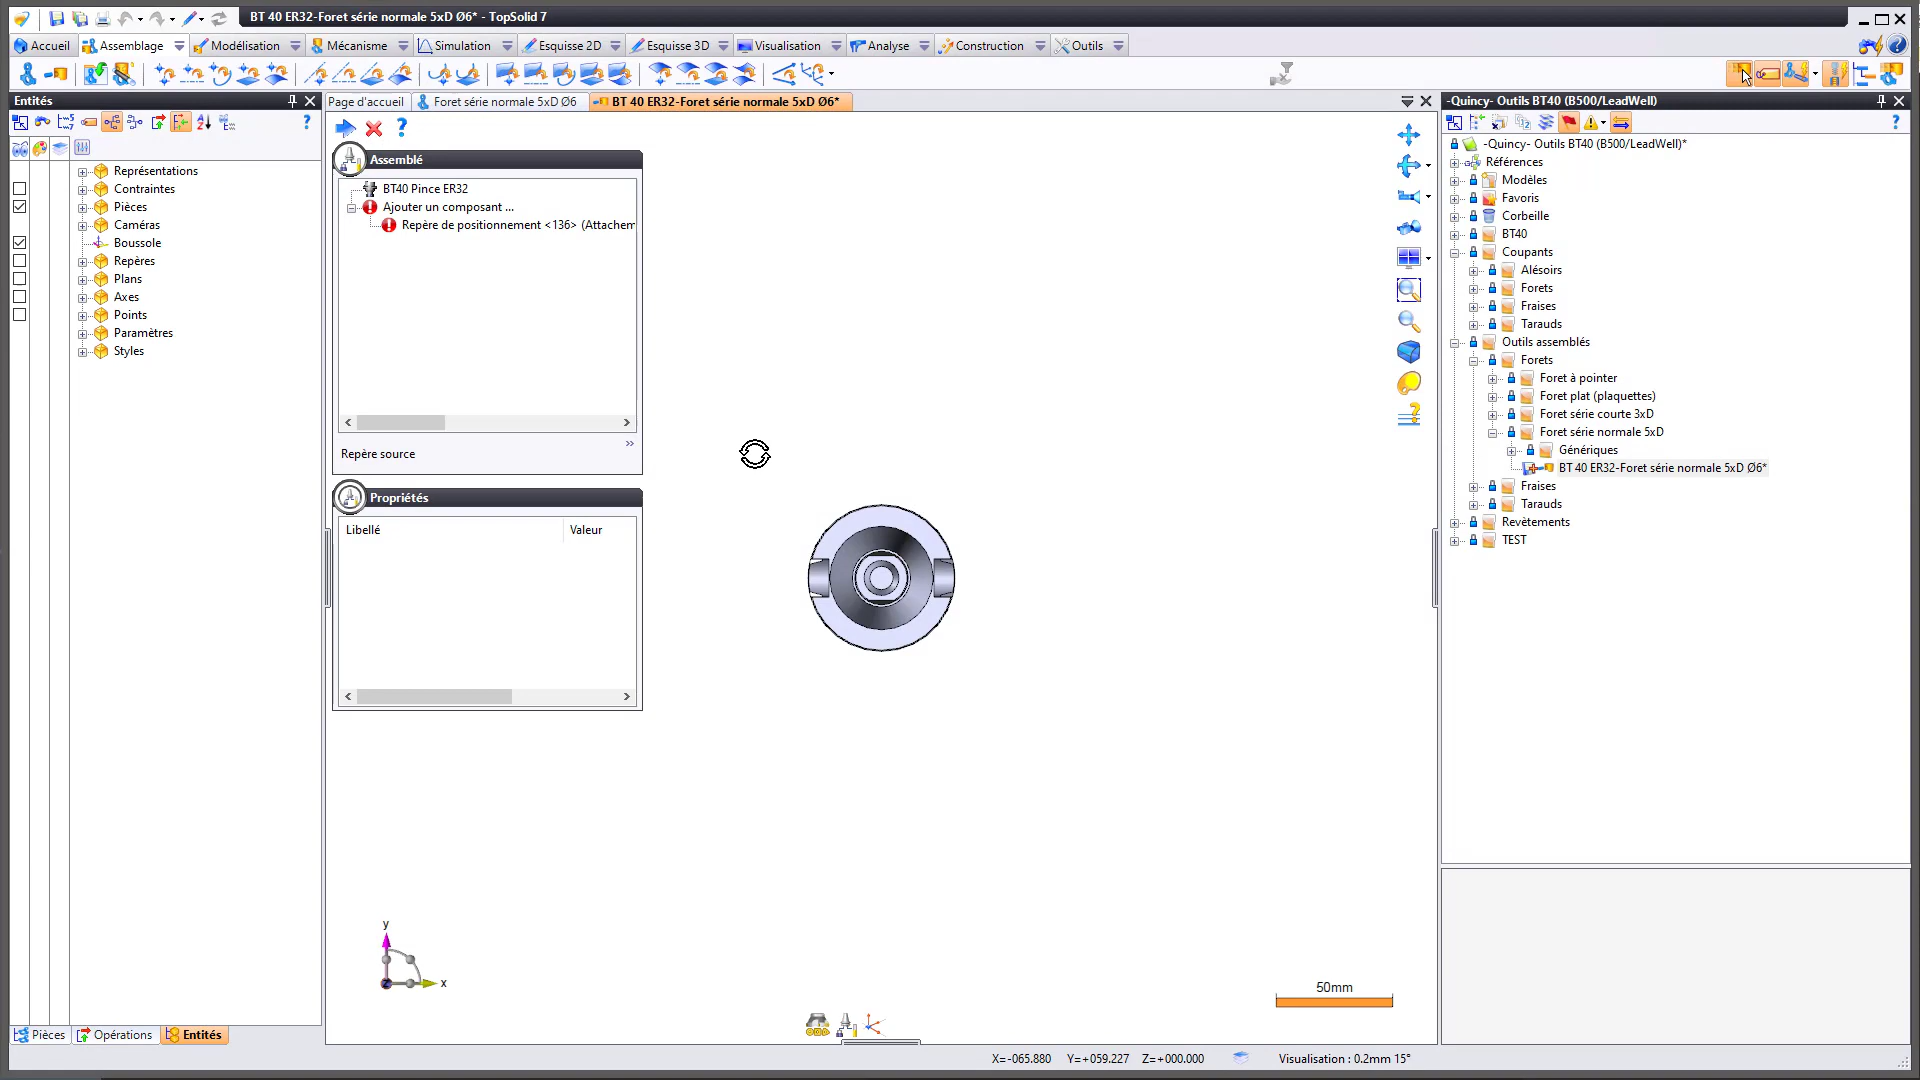 BT 40 ER32-Foret série normale 5xD Ø6* - TopSolid 7
Accueil
Assemblage
Modélisation
Mécanisme
Simulation
Esquisse 2D
Esquisse 3D
Visualisation
Analyse
Construction
Outils
Entités
Page d'accueil
Foret série normale 5xD Ø6
BT 40 ER32-Foret série normale 5xD Ø6*
-Quincy- Outils BT40 (B500/LeadWell)
Représentations
Contraintes
Pièces
Caméras
Boussole
Repères
Plans
Axes
Points
Paramètres
Styles
Assemblé
BT40 Pince ER32
Ajouter un composant ...
Repère de positionnement <136> (Attachem
Repère source
Propriétés
Libellé
Valeur
-Quincy- Outils BT40 (B500/LeadWell)*
Références
Modèles
Favoris
Corbeille
BT40
Coupants
Alésoirs
Forets
Fraises
Tarauds
Outils assemblés
Forets
Foret à pointer
Foret plat (plaquettes)
Foret série courte 3xD
Foret série normale 5xD
Génériques
BT 40 ER32-Foret série normale 5xD Ø6*
Fraises
Tarauds
Revètements
TEST
y
x
50mm
Pièces
Opérations
Entités
X=-065.880 Y=+059.227 Z=+000.000
Visualisation : 0.2mm 15°